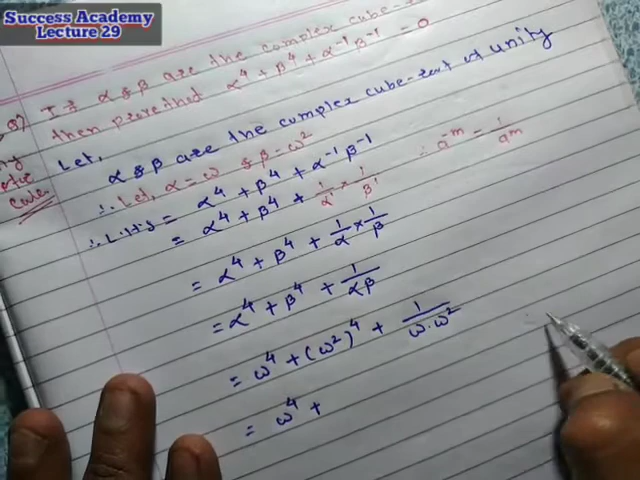 Success Academy
Lecture 29
Q7) If α & β are the complex cube-
then prove that α⁴ + β⁴ + α⁻¹ β⁻¹ = 0
Let,
α & β are the complex cube-root of unity
∴ Let, α = ω & β = ω²
∴ L.H.S = α⁴ + β⁴ + α⁻¹ β⁻¹
= α⁴ + β⁴ + 1/α¹ × 1/β¹ ∴ a⁻ᵐ = 1/aᵐ
= α⁴ + β⁴ + 1/α × 1/β
= α⁴ + β⁴ + 1/αβ
= ω⁴ + (ω²)⁴ + 1/ω.ω²
= ω⁴ +